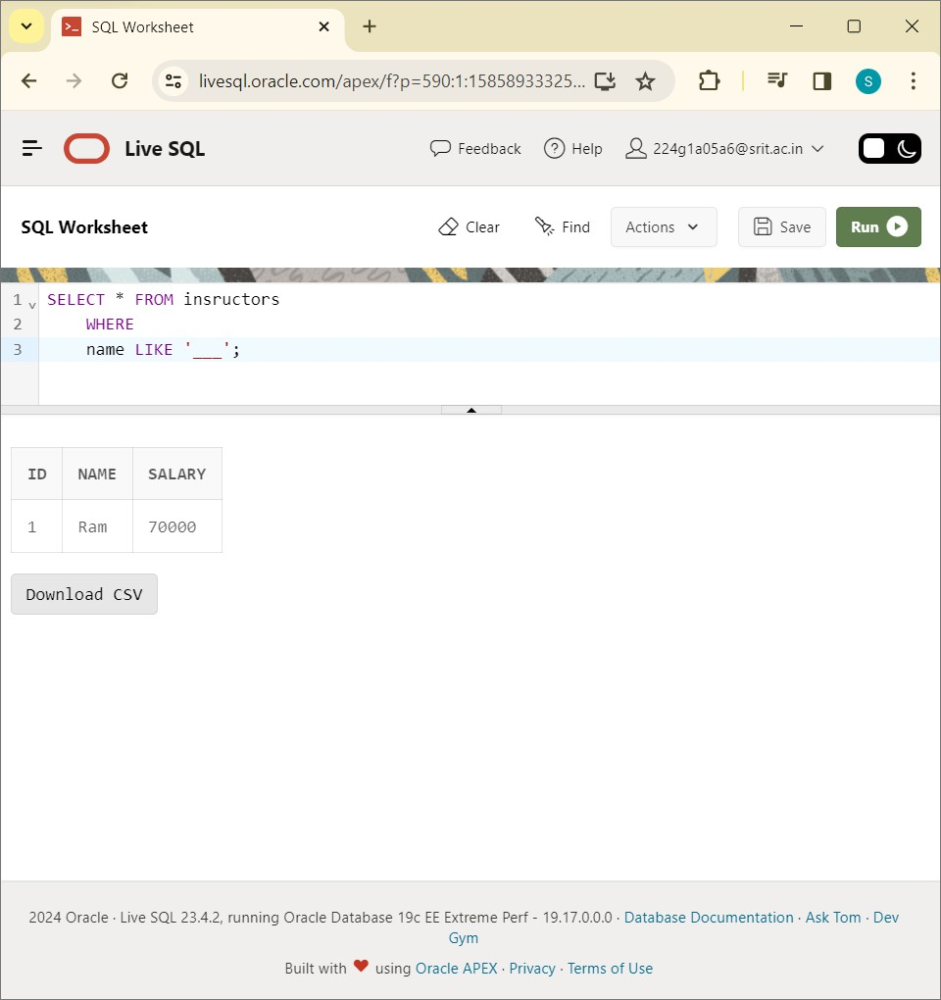 SQL Worksheet
livesql.oracle.com/apex/f?p=590:1:15858933325...
S
Live SQL
Feedback
Help
224g1a05a6@srit.ac.in
SQL Worksheet
Clear
Find
Actions
Save
Run
1 SELECT * FROM insructors
2 WHERE
3 name LIKE '___';
ID NAME SALARY
1 Ram 70000
Download CSV
2024 Oracle · Live SQL 23.4.2, running Oracle Database 19c EE Extreme Perf - 19.17.0.0.0 · Database Documentation · Ask Tom · Dev
Gym
Built with ❤ using Oracle APEX · Privacy · Terms of Use